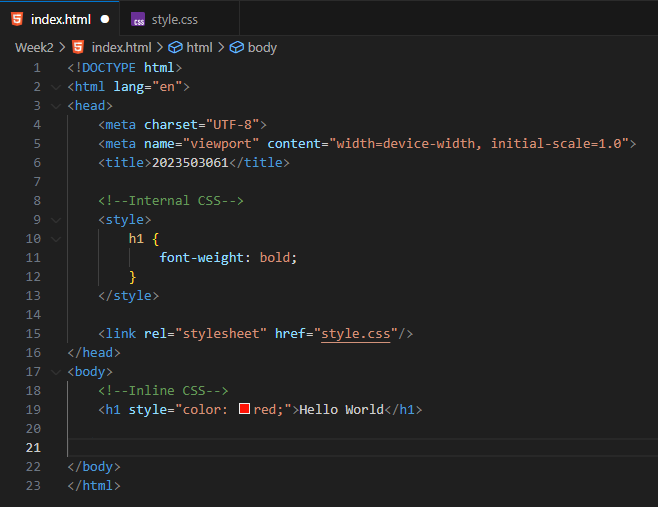 index.html
style.css
Week2 > index.html > html > body
1 <!DOCTYPE html>
2 <html lang="en">
3 <head>
4 <meta charset="UTF-8">
5 <meta name="viewport" content="width=device-width, initial-scale=1.0">
6 <title>2023503061</title>
7
8 <!--Internal CSS-->
9 <style>
10 h1 {
11 font-weight: bold;
12 }
13 </style>
14
15 <link rel="stylesheet" href="style.css"/>
16 </head>
17 <body>
18 <!--Inline CSS-->
19 <h1 style="color: red;">Hello World</h1>
20
21
22 </body>
23 </html>